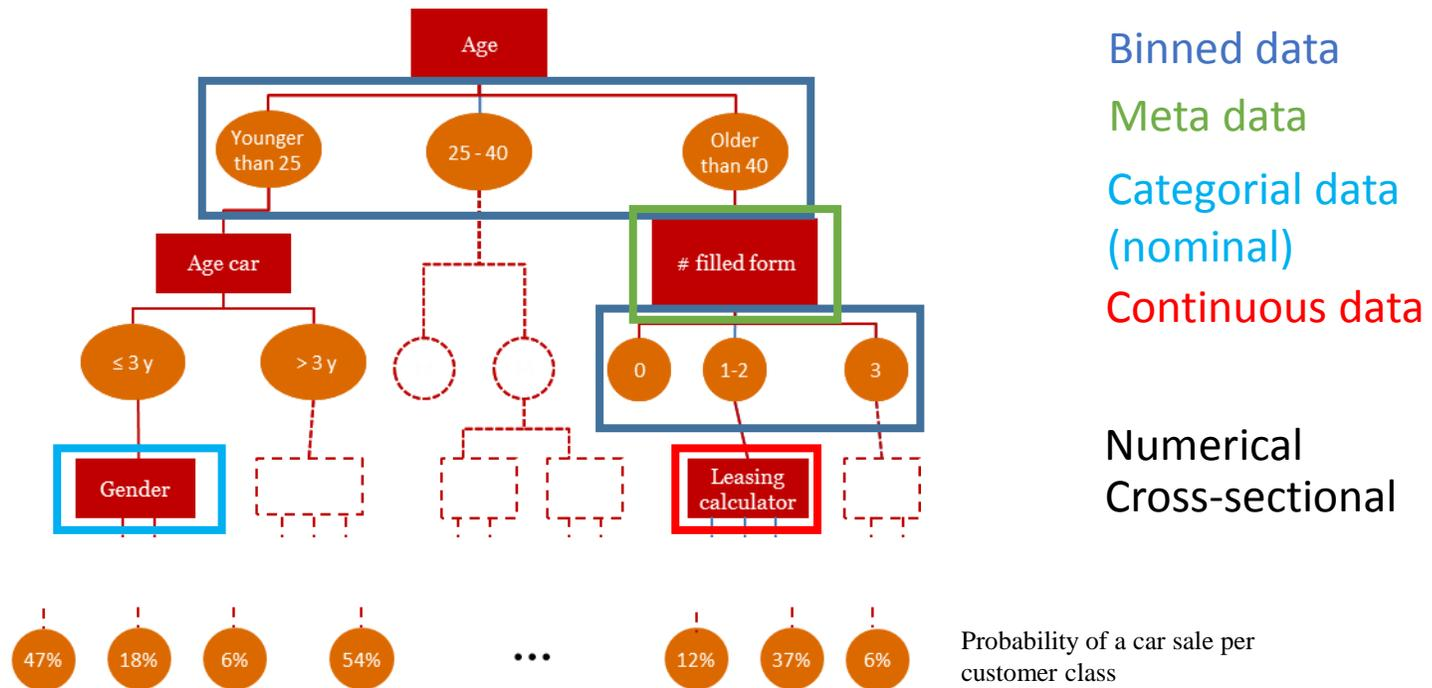 Age
Binned data
Meta data
Categorial data
(nominal)
Continuous data
Younger
than 25
25 - 40
Older
than 40
Age car
# filled form
≤ 3 y
> 3 y
0
1-2
3
Gender
Leasing
calculator
Numerical
Cross-sectional
47%
18%
6%
54%
...
12%
37%
6%
Probability of a car sale per
customer class